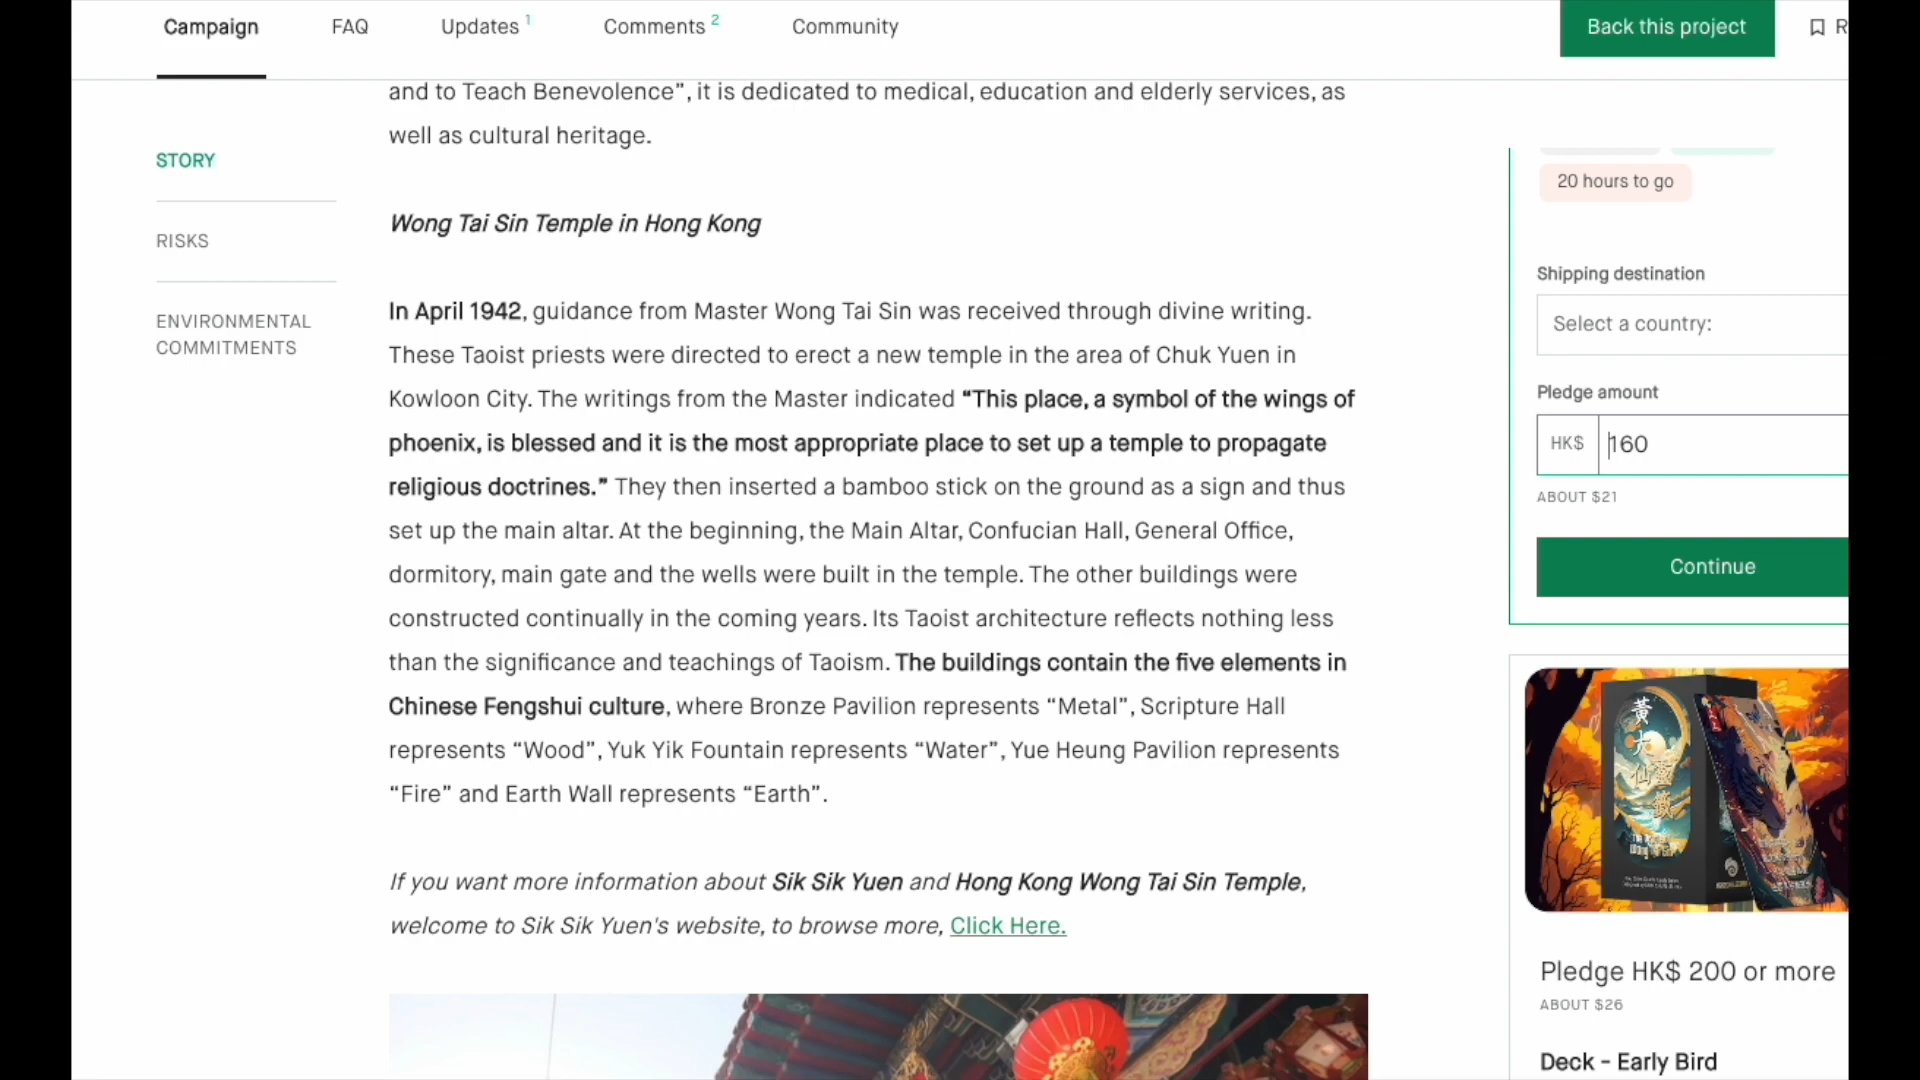 Campaign
FAQ
Updates 1
Comments 2
Community
Back this project
and to Teach Benevolence”, it is dedicated to medical, education and elderly services, as
well as cultural heritage.
STORY
RISKS
ENVIRONMENTAL
COMMITMENTS
Wong Tai Sin Temple in Hong Kong
In April 1942, guidance from Master Wong Tai Sin was received through divine writing.
These Taoist priests were directed to erect a new temple in the area of Chuk Yuen in
Kowloon City. The writings from the Master indicated “This place, a symbol of the wings of
phoenix, is blessed and it is the most appropriate place to set up a temple to propagate
religious doctrines.” They then inserted a bamboo stick on the ground as a sign and thus
set up the main altar. At the beginning, the Main Altar, Confucian Hall, General Office,
dormitory, main gate and the wells were built in the temple. The other buildings were
constructed continually in the coming years. Its Taoist architecture reflects nothing less
than the significance and teachings of Taoism. The buildings contain the five elements in
Chinese Fengshui culture, where Bronze Pavilion represents “Metal”, Scripture Hall
represents “Wood”, Yuk Yik Fountain represents “Water”, Yue Heung Pavilion represents
“Fire” and Earth Wall represents “Earth”.
If you want more information about Sik Sik Yuen and Hong Kong Wong Tai Sin Temple,
welcome to Sik Sik Yuen's website, to browse more, Click Here.
20 hours to go
Shipping destination
Select a country:
Pledge amount
HK$ 160
ABOUT $21
Continue
黃大仙靈籤
Pledge HK$ 200 or more
ABOUT $26
Deck - Early Bird